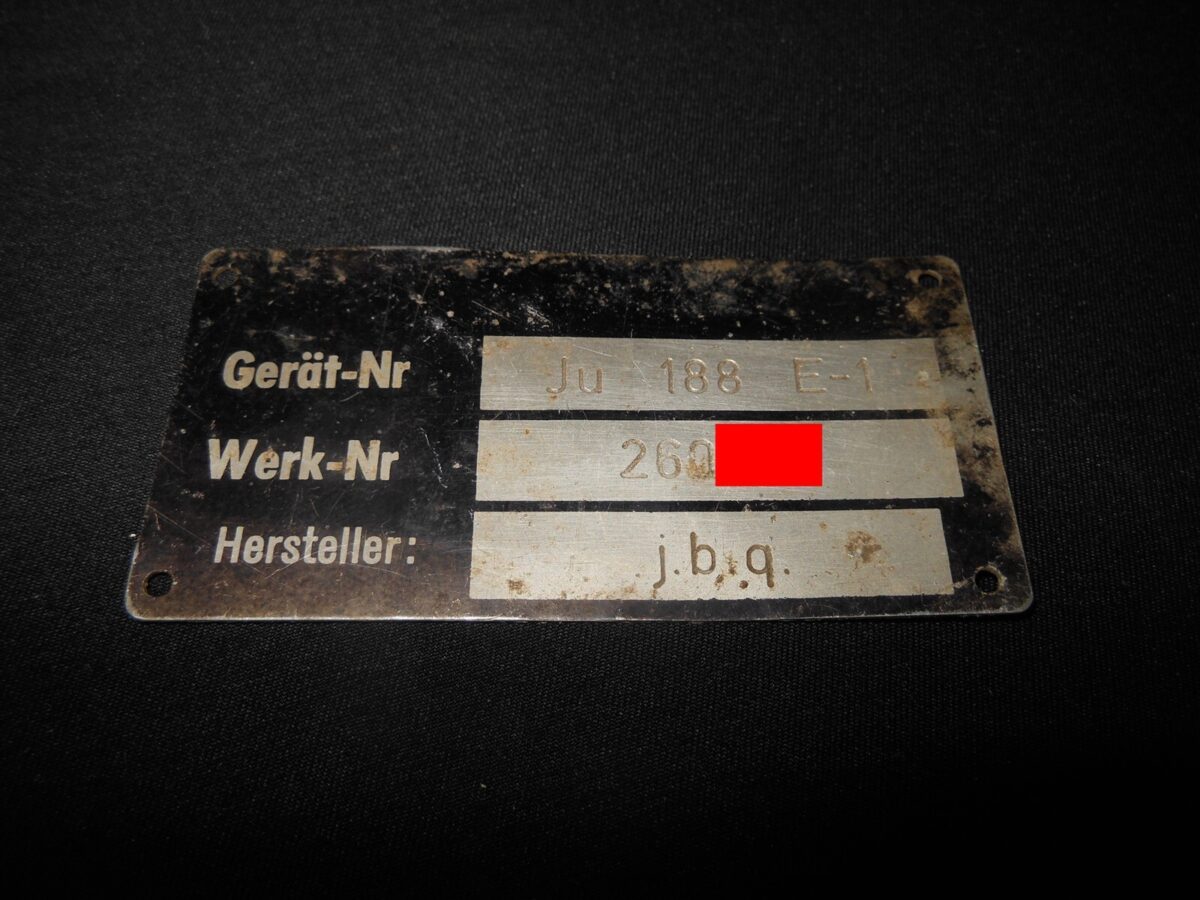 Gerät-Nr Ju 188 E-1
Werk-Nr 260
Hersteller: j.b.q.